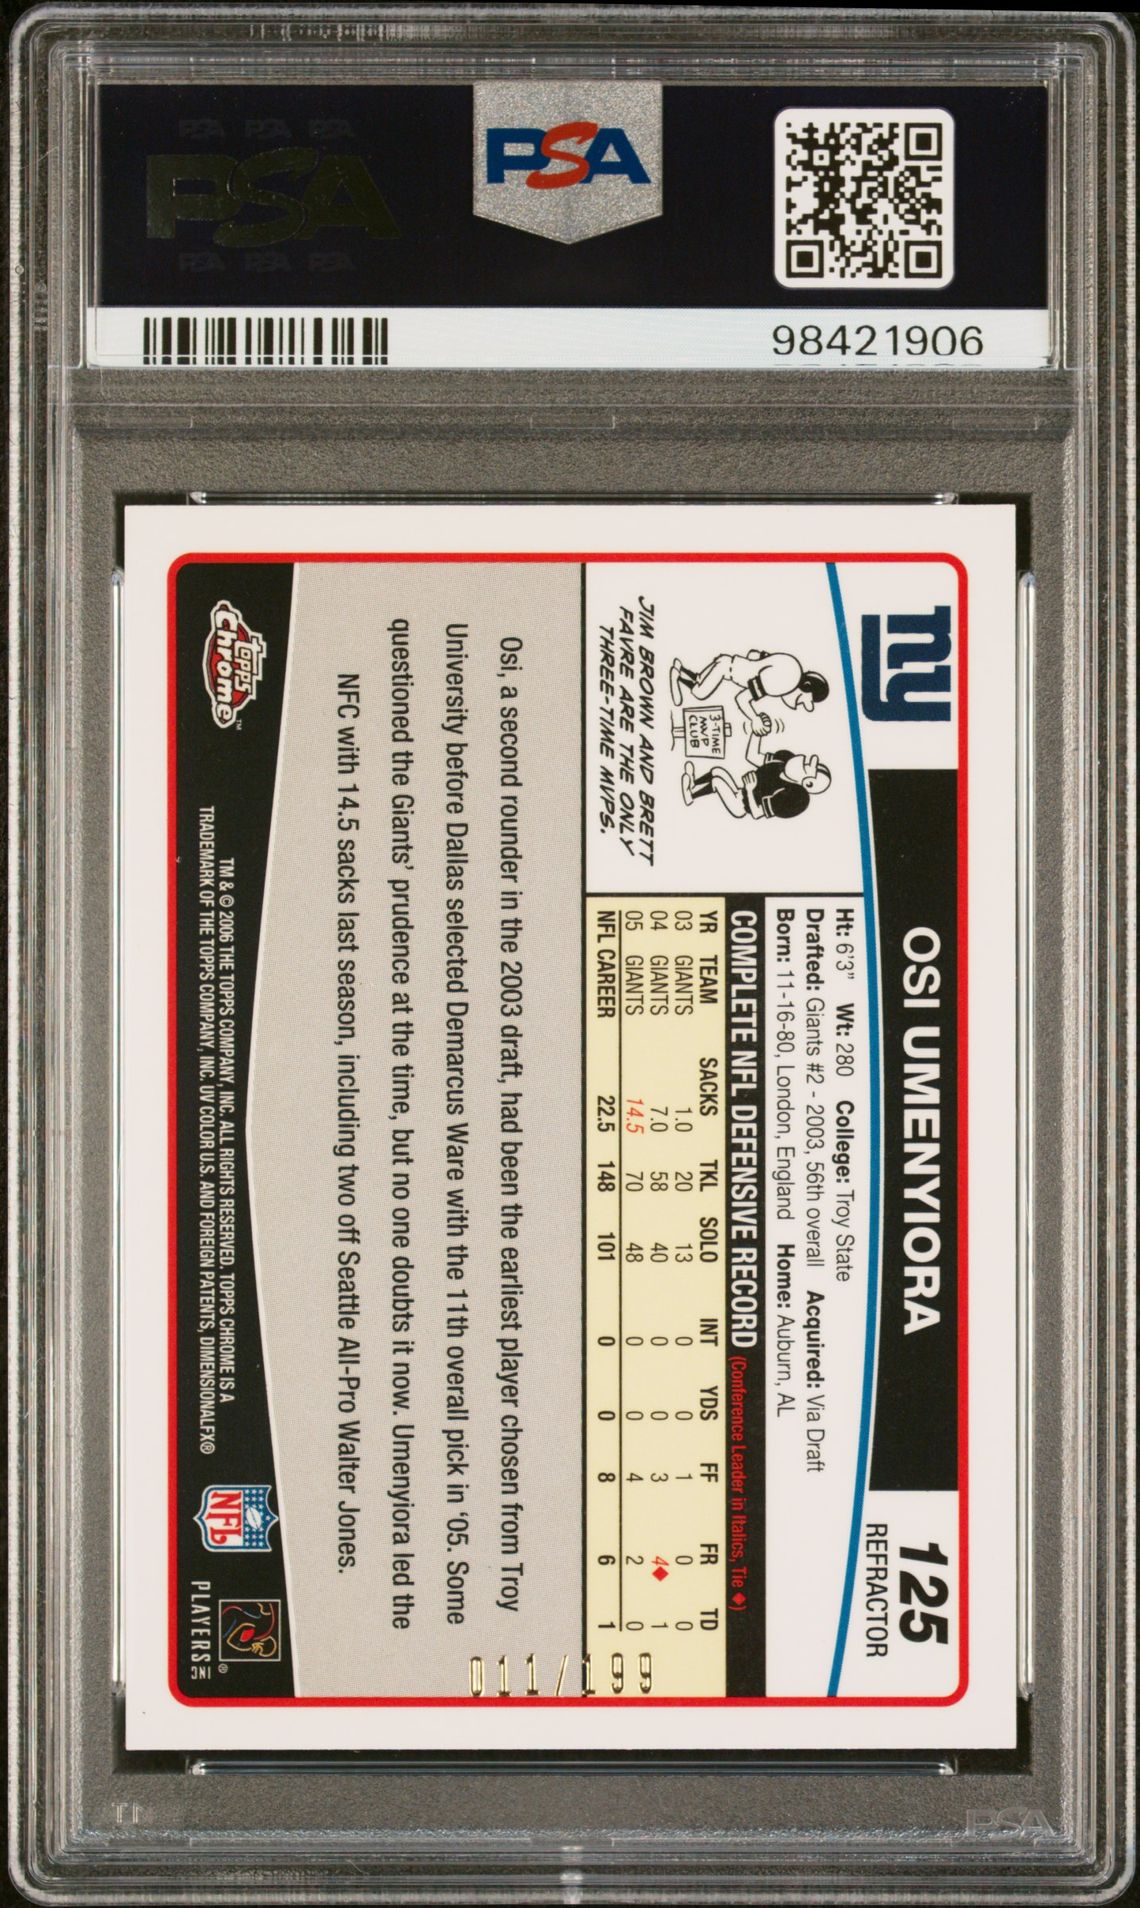 PSA PSA PSA
PSA
PSA PSA PSA
PSA
98421906
NY
OSI UMENYIORA
125
REFRACTOR
Ht: 6'3" Wt: 280 College: Troy State
Drafted: Giants #2 - 2003, 56th overall Acquired: Via Draft
Born: 11-16-80, London, England Home: Auburn, AL
3-TIME
MVP
CLUB
JIM BROWN AND BRETT
FAVRE ARE THE ONLY
THREE-TIME MVPS.
COMPLETE NFL DEFENSIVE RECORD (Conference Leader in Italics, Tie ♦)
YR TEAM SACKS TKL SOLO INT YDS FF FR TD
03 GIANTS 1.0 20 13 0 0 1 0 0
04 GIANTS 7.0 58 40 0 0 3 4♦ 1
05 GIANTS 14.5 70 48 0 0 4 2 0
NFL CAREER 22.5 148 101 0 0 8 6 1
011/199
Osi, a second rounder in the 2003 draft, had been the earliest player chosen from Troy
University before Dallas selected Demarcus Ware with the 11th overall pick in '05. Some
questioned the Giants' prudence at the time, but no one doubts it now. Umenyiora led the
NFC with 14.5 sacks last season, including two off Seattle All-Pro Walter Jones.
Topps
Chrome™
TM & © 2006 THE TOPPS COMPANY, INC. ALL RIGHTS RESERVED. TOPPS CHROME IS A
TRADEMARK OF THE TOPPS COMPANY, INC. UV COLOR U.S. AND FOREIGN PATENTS, DIMENSIONALFX®
NFL
®
PLAYERS INC
PSA